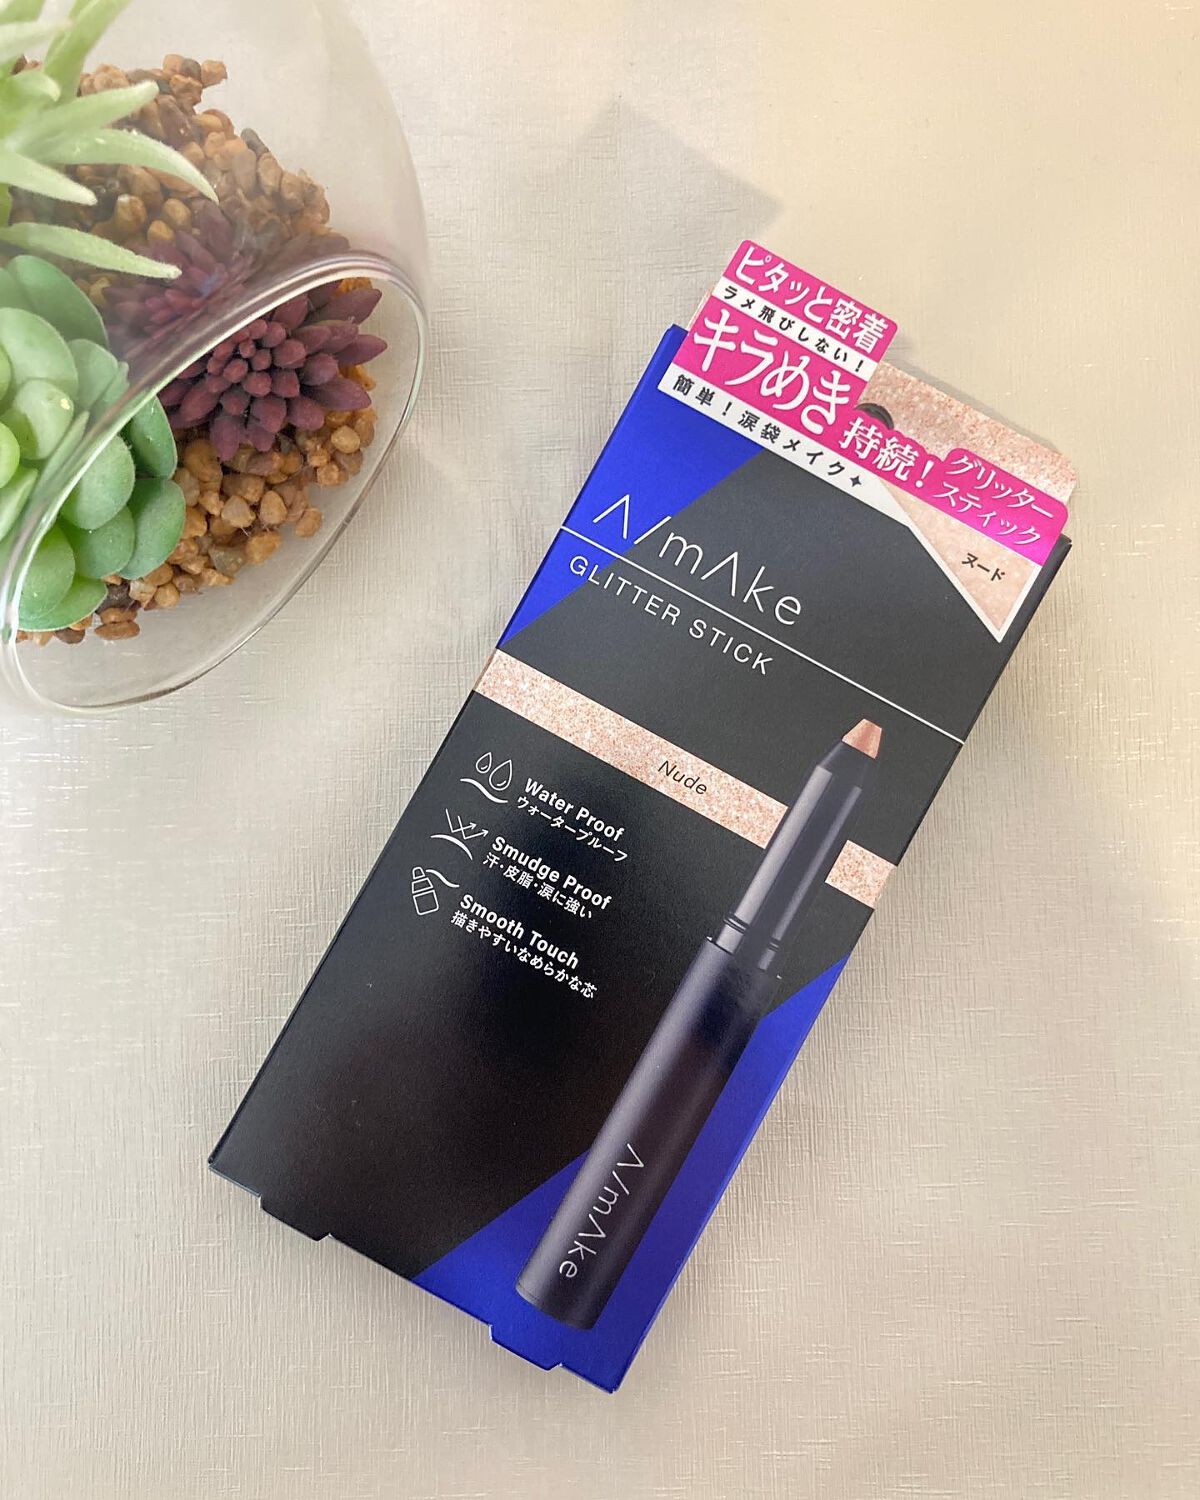 ピタッと密着
ラメ飛びしない!
キラめき
持続!
簡単!涙袋メイク✦
グリッター
スティック
ヌード
A/mAke
GLITTER STICK
Nude
Water Proof
ウォータープルーフ
Smudge Proof
汗・皮脂・涙に強い
Smooth Touch
描きやすいなめらかな芯
A/mAke